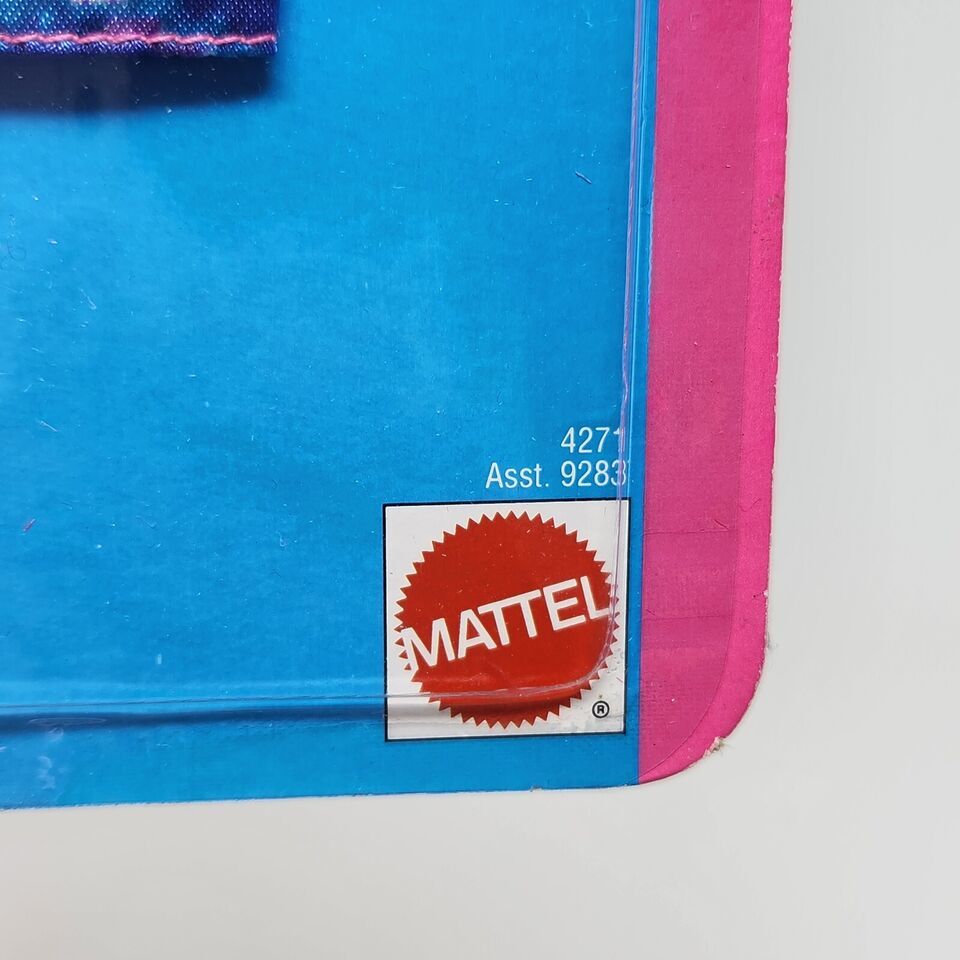 4271
Asst. 9283
MATTEL
®